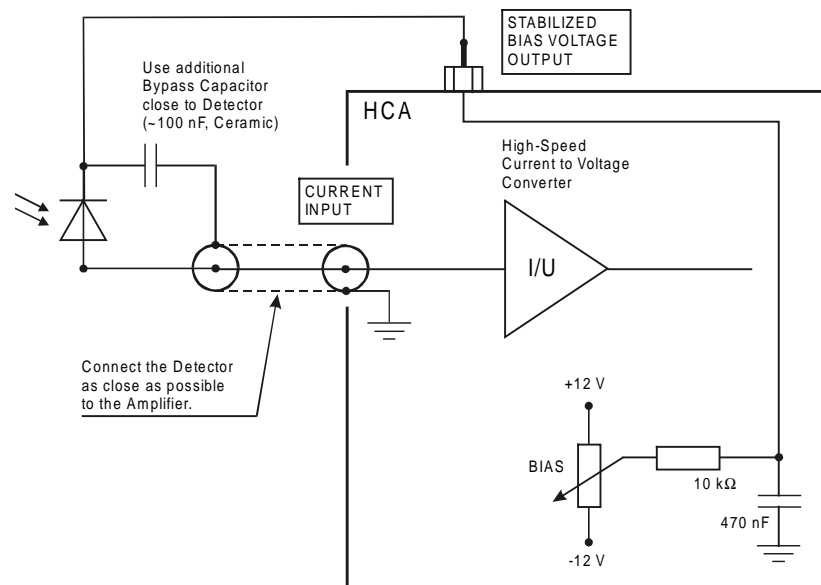 STABILIZED
BIAS VOLTAGE
OUTPUT
Use additional
Bypass Capacitor
close to Detector
(~100 nF, Ceramic)
HCA
High-Speed
Current to Voltage
Converter
CURRENT
INPUT
I/U
Connect the Detector
as close as possible
to the Amplifier.
+12 V
BIAS
10 kΩ
470 nF
-12 V